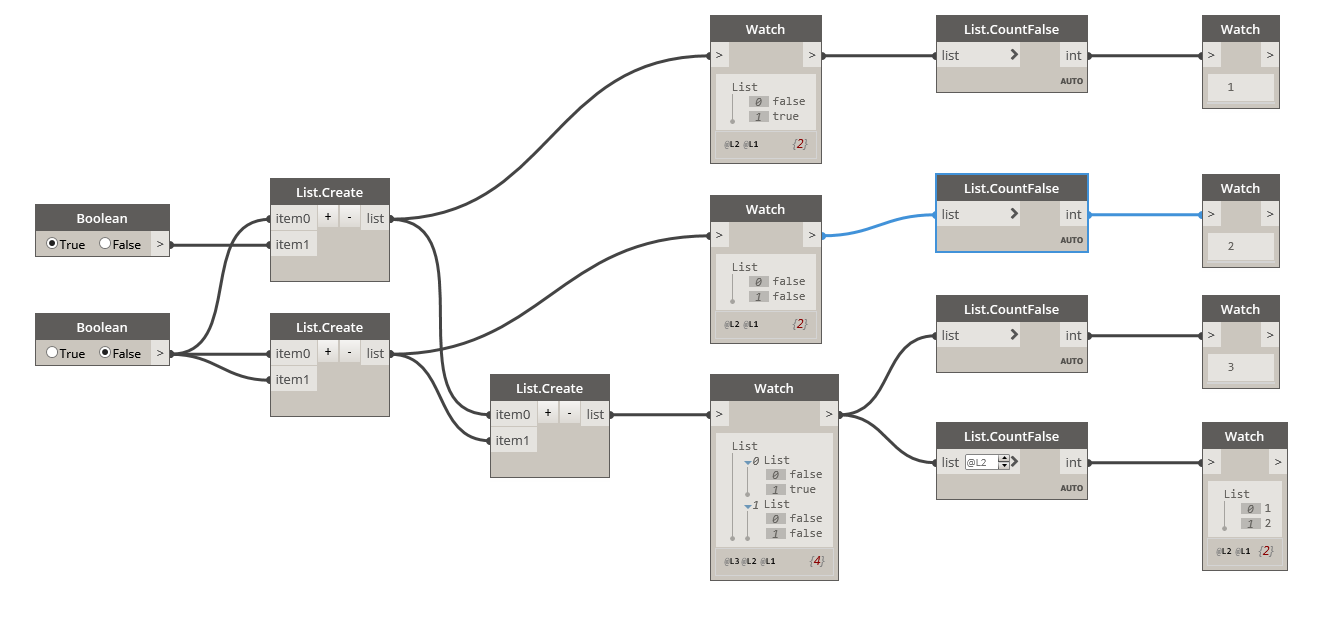 Boolean
True False >
Boolean
True False >
List.Create
item0 + - list
item1
List.Create
item0 + - list
item1
List.Create
item0 + - list
item1
Watch
> >
List
0 false
1 true
@L2 @L1 {2}
List.CountFalse
list int
AUTO
Watch
> >
1
Watch
> >
List
0 false
1 false
@L2 @L1 {2}
List.CountFalse
list int
AUTO
Watch
> >
2
Watch
> >
List
0 List
0 false
1 true
1 List
0 false
1 false
@L3 @L2 @L1 {4}
List.CountFalse
list int
AUTO
Watch
> >
3
List.CountFalse
list @L2 int
AUTO
Watch
> >
List
0 1
1 2
@L2 @L1 {2}